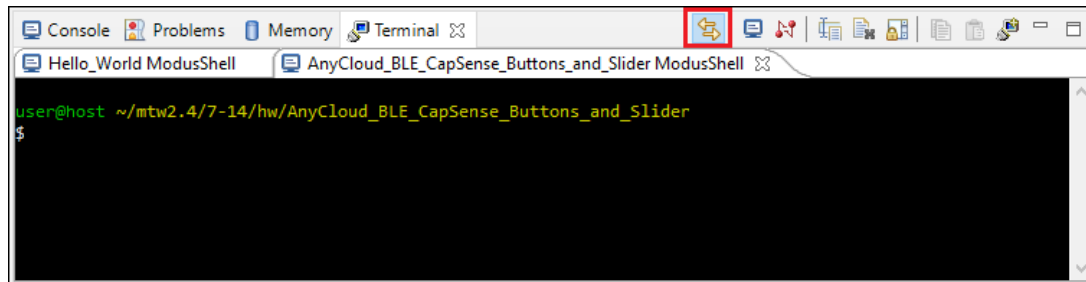 Console Problems Memory Terminal
Hello_World ModusShell AnyCloud_BLE_CapSense_Buttons_and_Slider ModusShell
user@host ~/mtw2.4/7-14/hw/AnyCloud_BLE_CapSense_Buttons_and_Slider
$